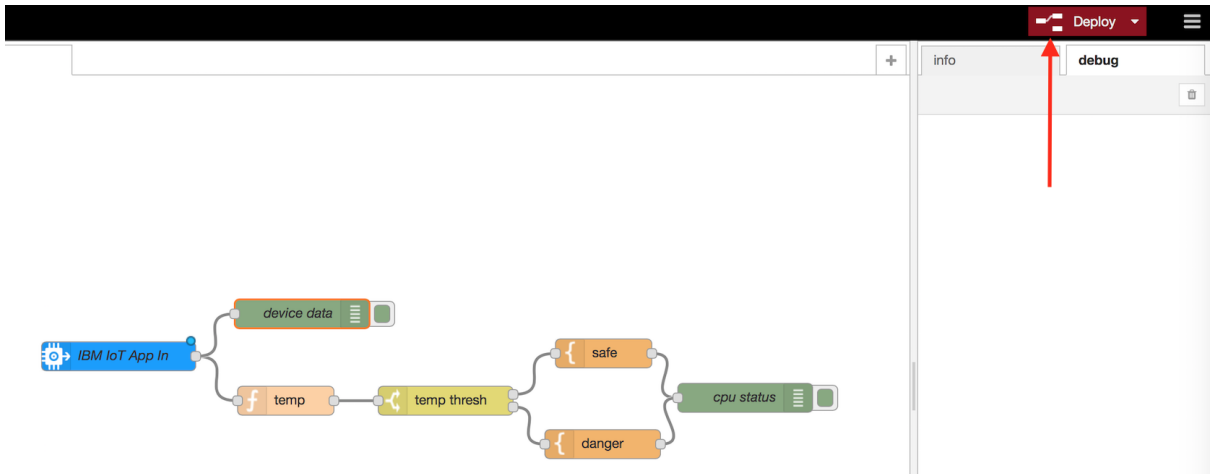 Deploy
info
debug
device data
IBM IoT App In
safe
temp
temp thresh
cpu status
danger